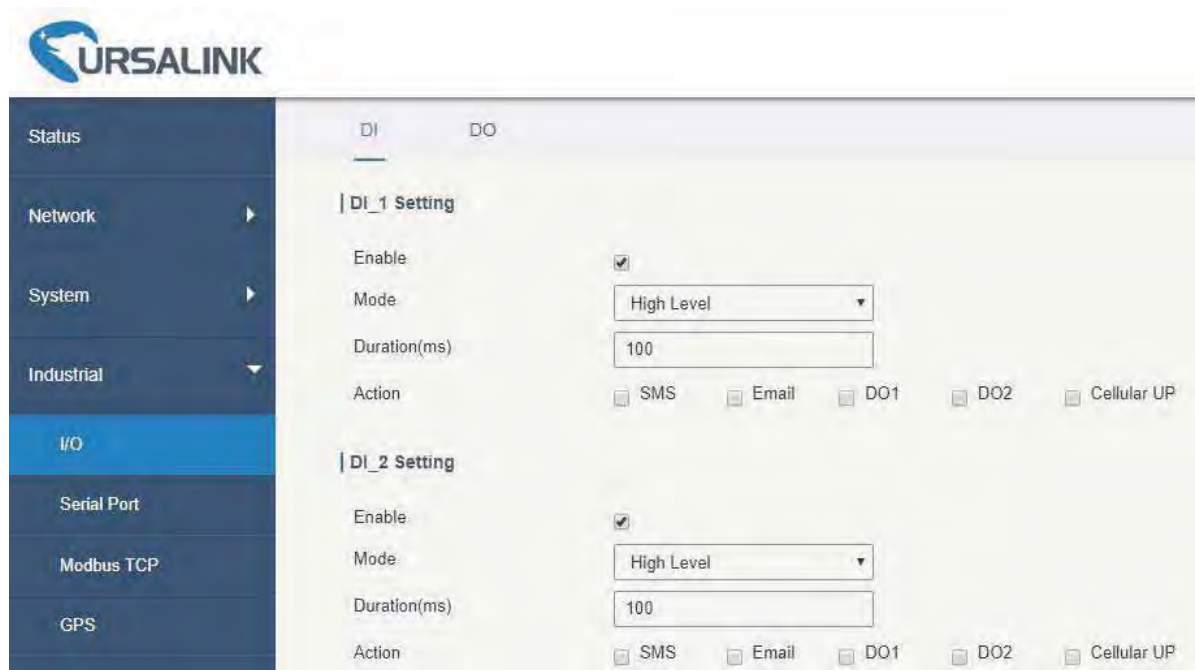 URSALINK
Status
Network
System
Industrial
I/O
Serial Port
Modbus TCP
GPS
DI DO
DI_1 Setting
Enable
Mode High Level
Duration(ms) 100
Action SMS Email DO1 DO2 Cellular UP
DI_2 Setting
Enable
Mode High Level
Duration(ms) 100
Action SMS Email DO1 DO2 Cellular UP